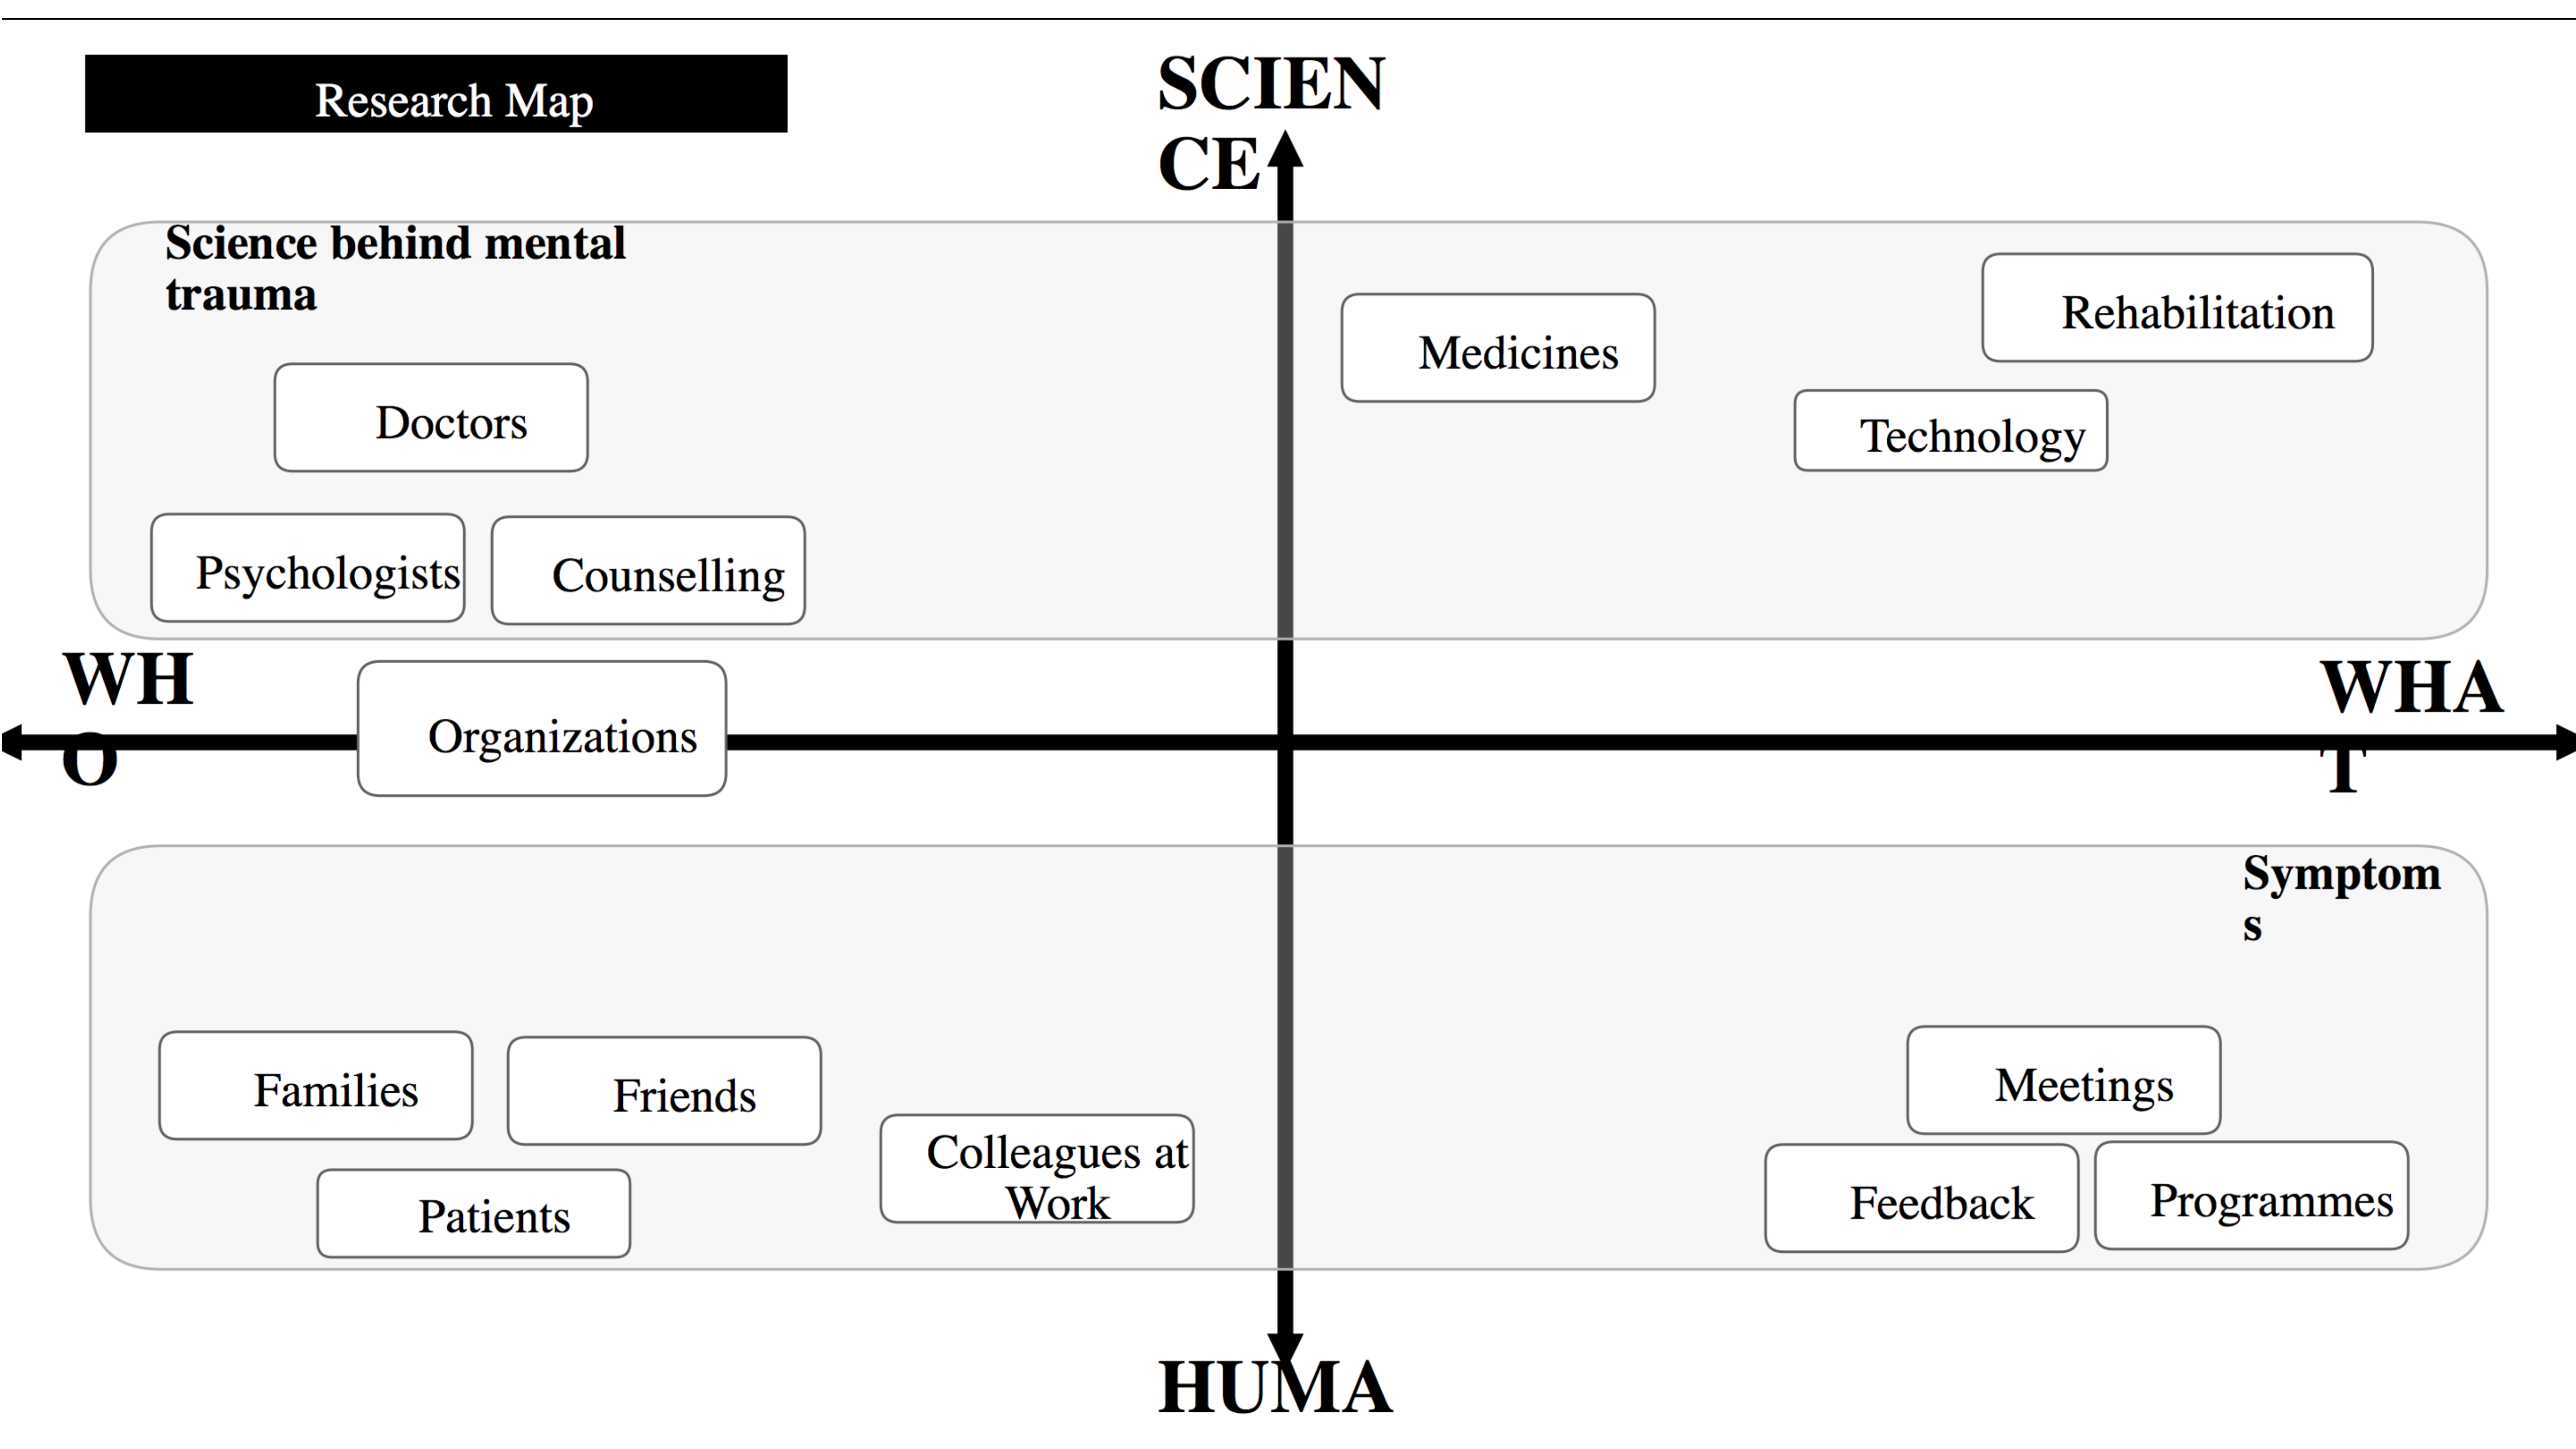 Research Map
SCIEN
CE
Science behind mental
trauma
Rehabilitation
Medicines
Doctors
Technology
Psychologists
Counselling
WH
O
Organizations
WHA
T
Symptom
s
Families
Friends
Meetings
Colleagues at
Work
Patients
Feedback
Programmes
HUMA